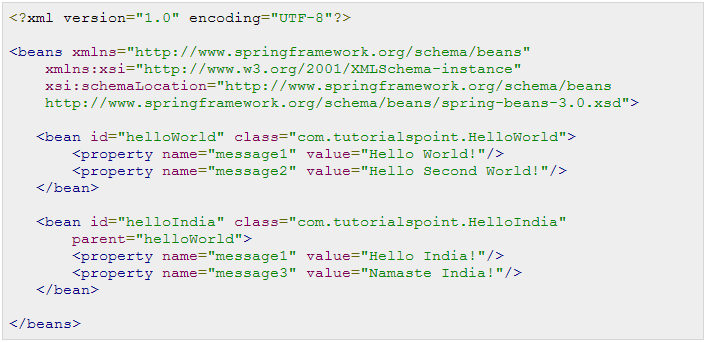 <?xml version="1.0" encoding="UTF-8"?>
<beans xmlns="http://www.springframework.org/schema/beans"
xmlns:xsi="http://www.w3.org/2001/XMLSchema-instance"
xsi:schemaLocation="http://www.springframework.org/schema/beans
http://www.springframework.org/schema/beans/spring-beans-3.0.xsd">
<bean id="helloWorld" class="com.tutorialspoint.HelloWorld">
<property name="message1" value="Hello World!"/>
<property name="message2" value="Hello Second World!"/>
</bean>
<bean id="helloIndia" class="com.tutorialspoint.HelloIndia"
parent="helloWorld">
<property name="message1" value="Hello India!"/>
<property name="message3" value="Namaste India!"/>
</bean>
</beans>